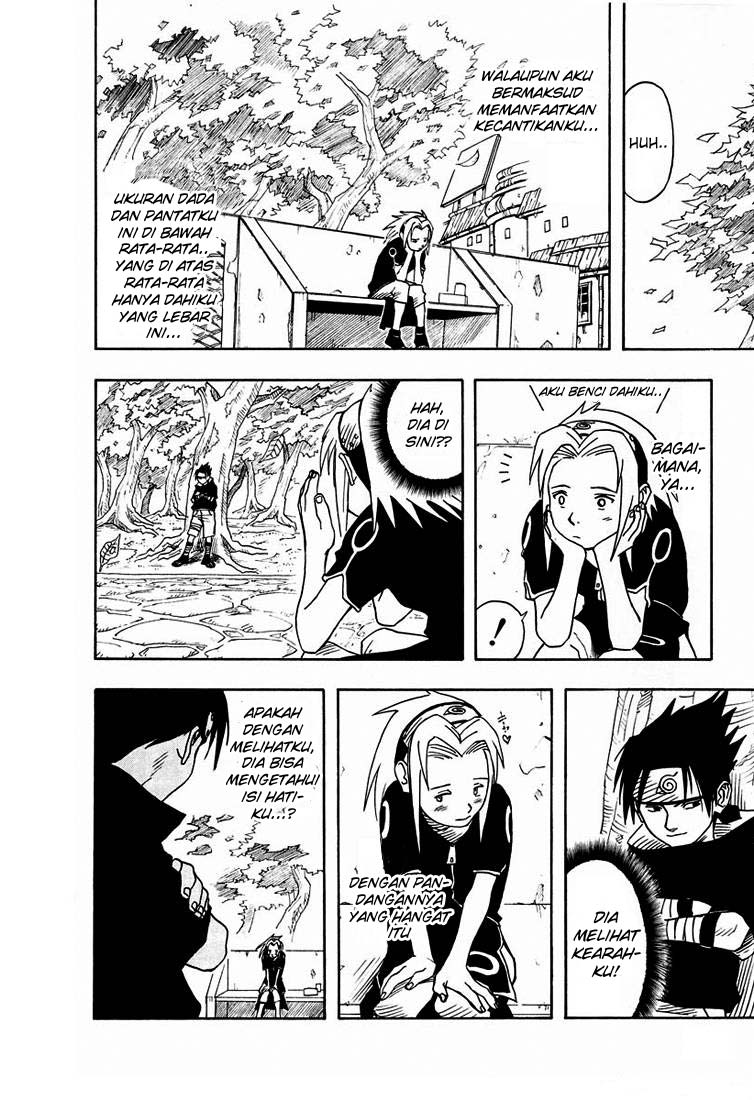 HUH..
WALAUPUN AKU
BERMAKSUD
MEMANFAATKAN
KECANTIKANKU...
UKURAN DADA
DAN PANTATKU
INI DI BAWAH
RATA-RATA..
YANG DI ATAS
RATA-RATA
HANYA DAHIKU
YANG LEBAR
INI...
AKU BENCI DAHIKU..
BAGAI-
MANA,
YA...
!
HAH,
DIA DI
SINI??
DIA
MELIHAT
KEARAH-
KU!
DENGAN PAN-
DANGANNYA
YANG HANGAT
ITU
APAKAH
DENGAN
MELIHATKU,
DIA BISA
MENGETAHUI
ISI HATI-
KU...?